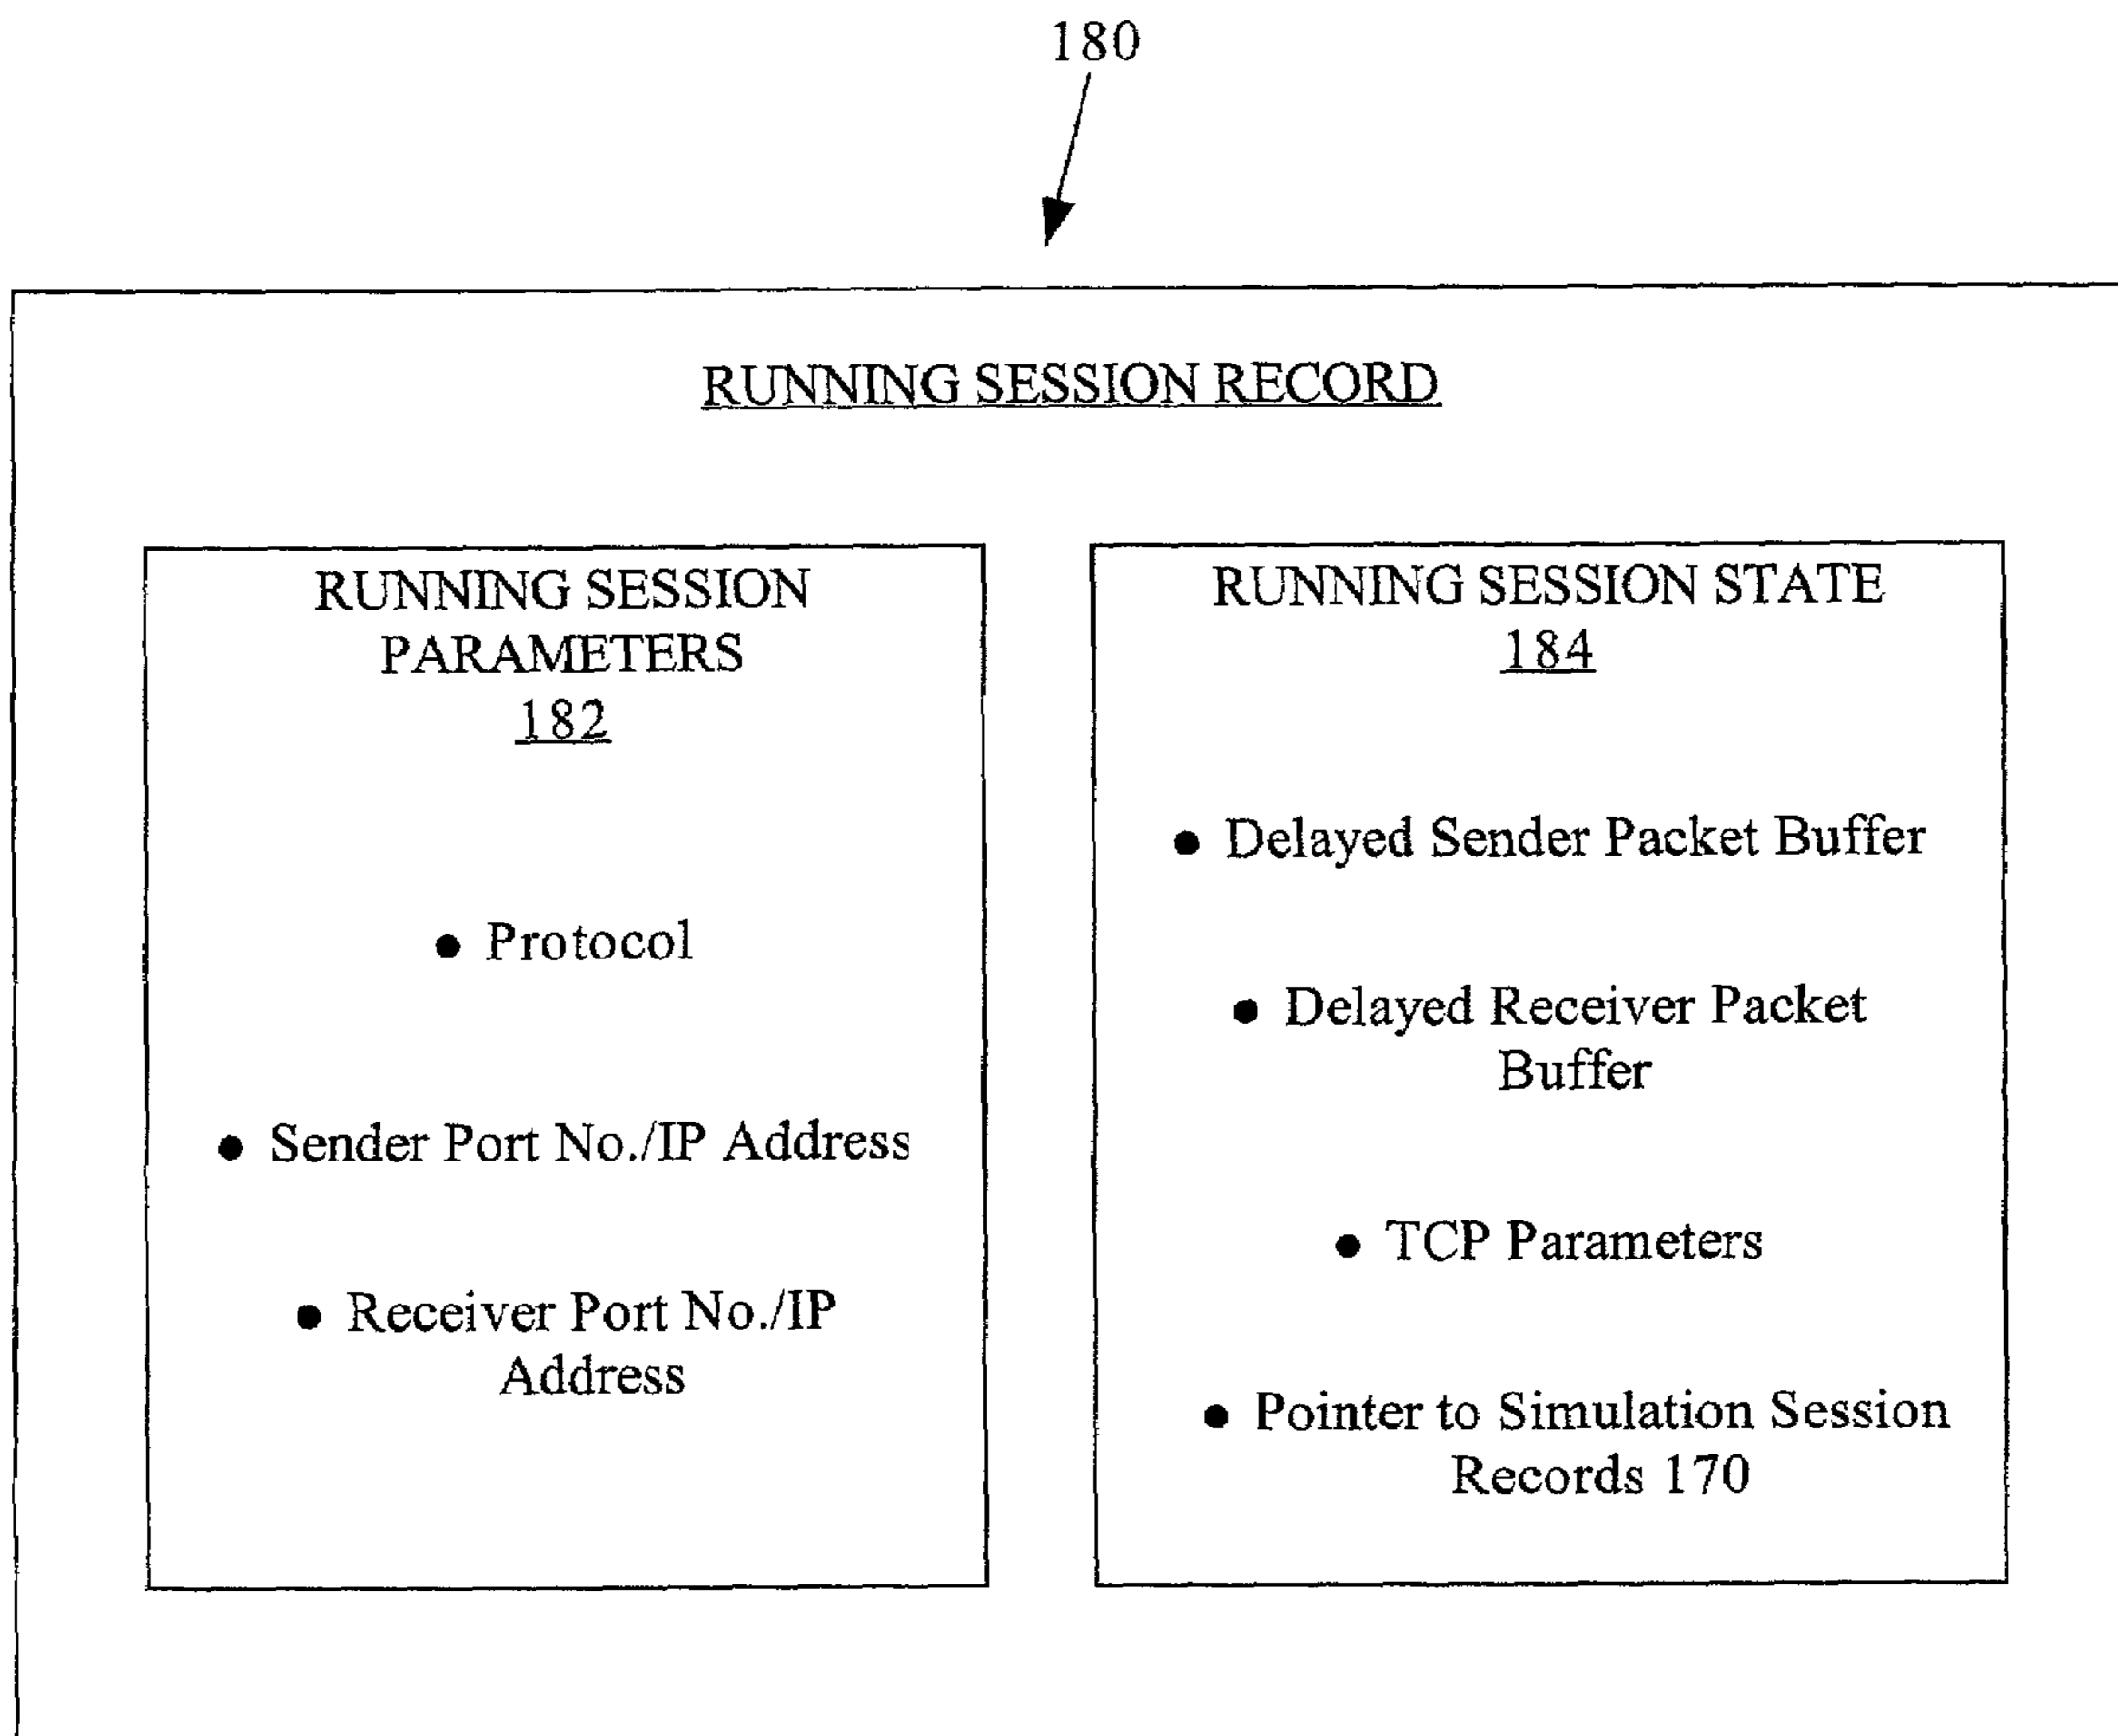 180
RUNNING SESSION RECORD
RUNNING SESSION
PARAMETERS
182
● Protocol
● Sender Port No./IP Address
● Receiver Port No./IP
Address
RUNNING SESSION STATE
184
● Delayed Sender Packet Buffer
● Delayed Receiver Packet
Buffer
● TCP Parameters
● Pointer to Simulation Session
Records 170